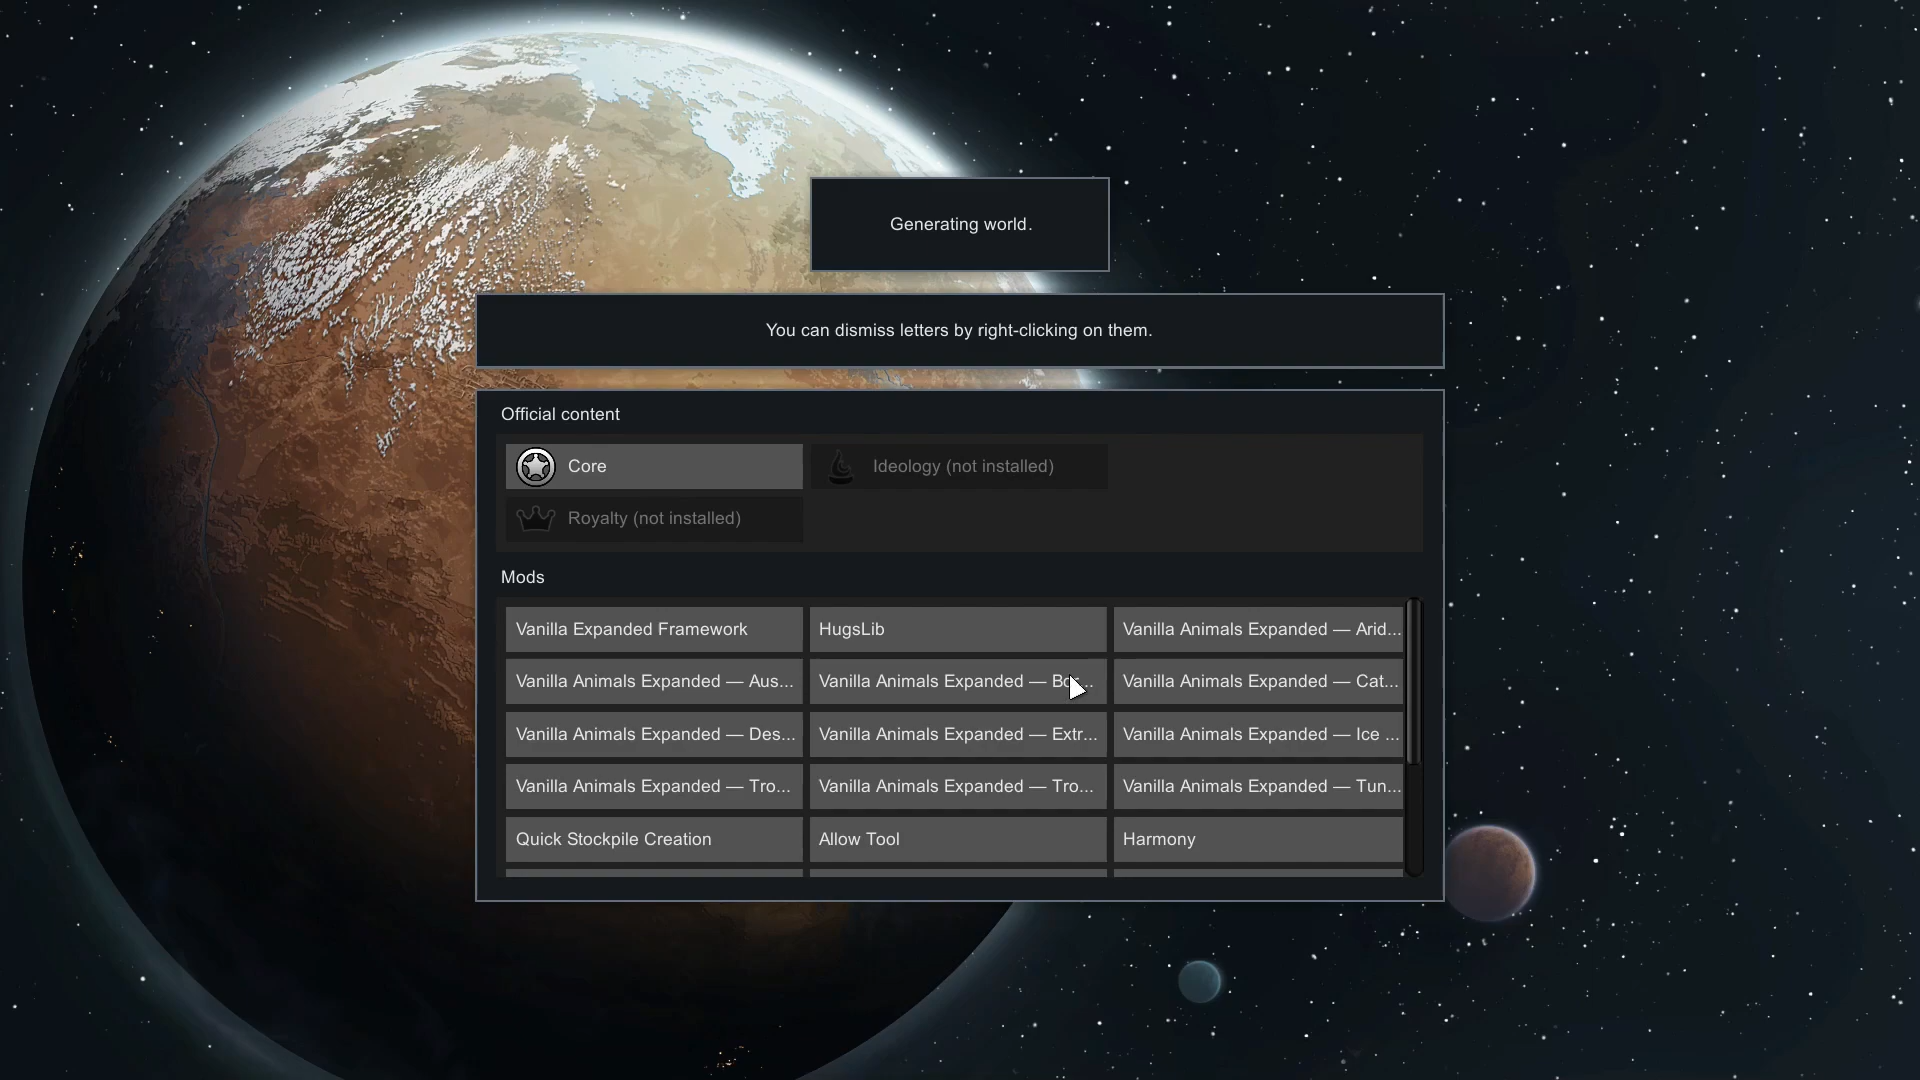 Generating world.
You can dismiss letters by right-clicking on them.
Official content
Core
Ideology (not installed)
Royalty (not installed)
Mods
Vanilla Expanded Framework
HugsLib
Vanilla Animals Expanded — Arid...
Vanilla Animals Expanded — Aus...
Vanilla Animals Expanded —
Vanilla Animals Expanded — Cat...
Vanilla Animals Expanded — Des...
Vanilla Animals Expanded — Extr...
Vanilla Animals Expanded — Ice ...
Vanilla Animals Expanded — Tro...
Vanilla Animals Expanded — Tro...
Vanilla Animals Expanded — Tun...
Quick Stockpile Creation
Allow Tool
Harmony